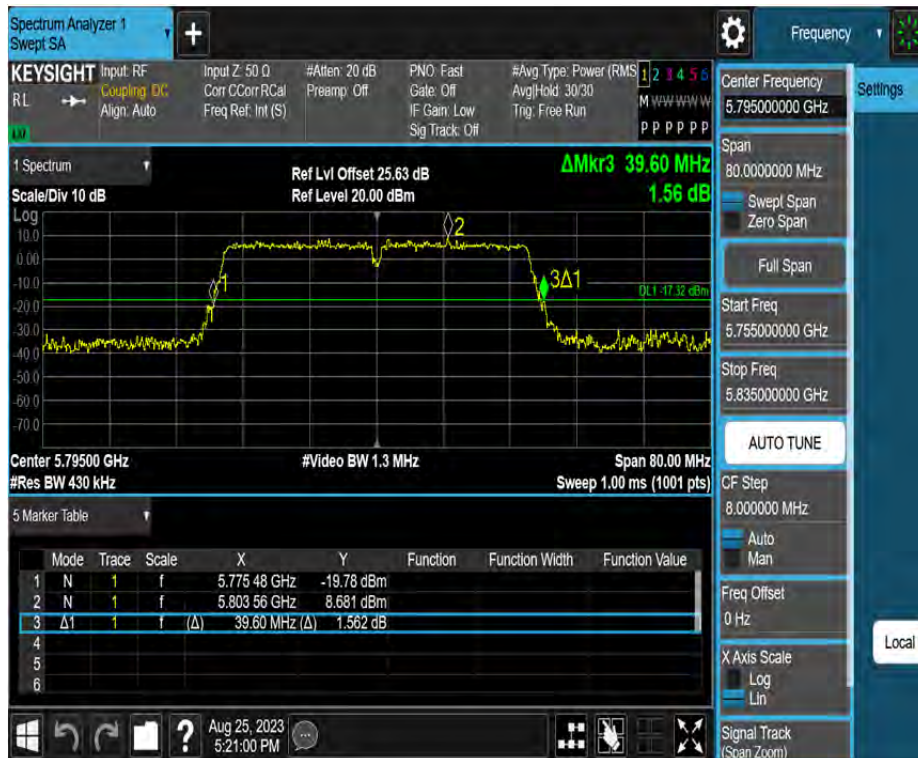 Spectrum Analyzer 1
Swept SA
Frequency
KEYSIGHT
RL
LXI
Input: RF
Coupling: DC
Align: Auto
Input Z: 50 Ω
Corr CCorr RCal
Freq Ref: Int (S)
#Atten: 20 dB
Preamp: Off
PNO: Fast
Gate: Off
IF Gain: Low
Sig Track: Off
#Avg Type: Power (RMS
Avg|Hold: 30/30
Trig: Free Run
1 2 3 4 5 6
M W W W W W
P P P P P P
1 Spectrum
Scale/Div 10 dB
Ref Lvl Offset 25.63 dB
Ref Level 20.00 dBm
ΔMkr3 39.60 MHz
1.56 dB
Log
10.0
0.00
-10.0
-20.0
-30.0
-40.0
-50.0
-60.0
-70.0
1
2
3Δ1
DL1 -17.32 dBm
Center 5.79500 GHz
#Res BW 430 kHz
#Video BW 1.3 MHz
Span 80.00 MHz
Sweep 1.00 ms (1001 pts)
5 Marker Table
Mode Trace Scale X Y Function Function Width Function Value
1 N 1 f 5.775 48 GHz -19.78 dBm
2 N 1 f 5.803 56 GHz 8.681 dBm
3 Δ1 1 f (Δ) 39.60 MHz (Δ) 1.562 dB
4
5
6
Aug 25, 2023
5:21:00 PM
?
Center Frequency
5.795000000 GHz
Span
80.0000000 MHz
Swept Span
Zero Span
Full Span
Start Freq
5.755000000 GHz
Stop Freq
5.835000000 GHz
AUTO TUNE
CF Step
8.000000 MHz
Auto
Man
Freq Offset
0 Hz
X Axis Scale
Log
Lin
Signal Track
(Span Zoom)
Settings
Local